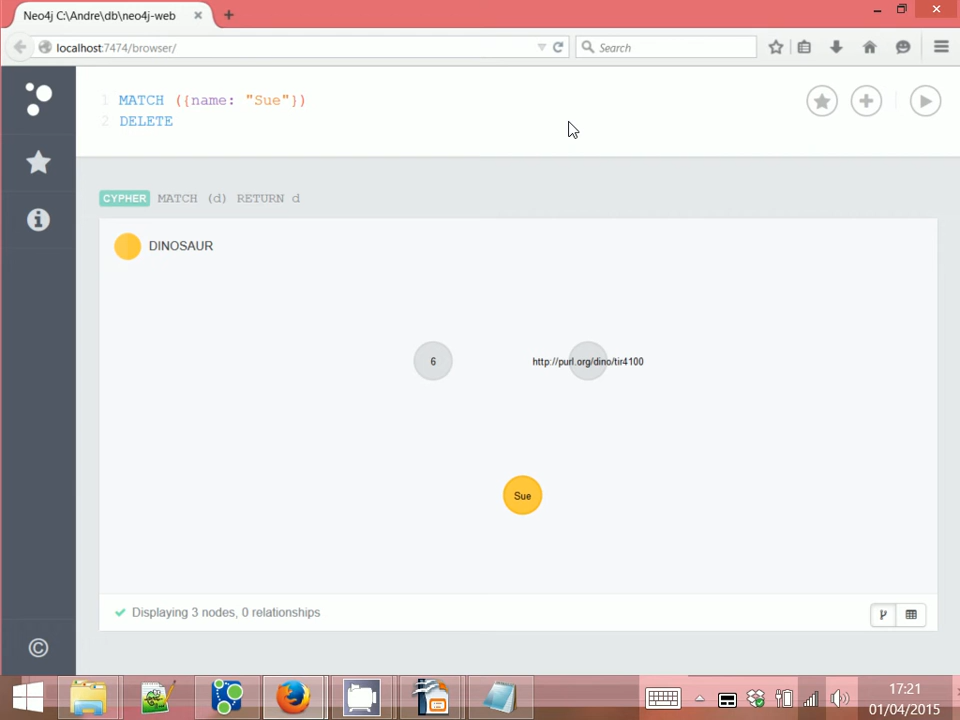 Neo4j C:\Andre\db\neo4j-web
localhost:7474/browser/
Search
1 MATCH ({name: "Sue"})
2 DELETE
CYPHER MATCH (d) RETURN d
DINOSAUR
6
http://purl.org/dino/tir4100
Sue
Displaying 3 nodes, 0 relationships
17:21
01/04/2015